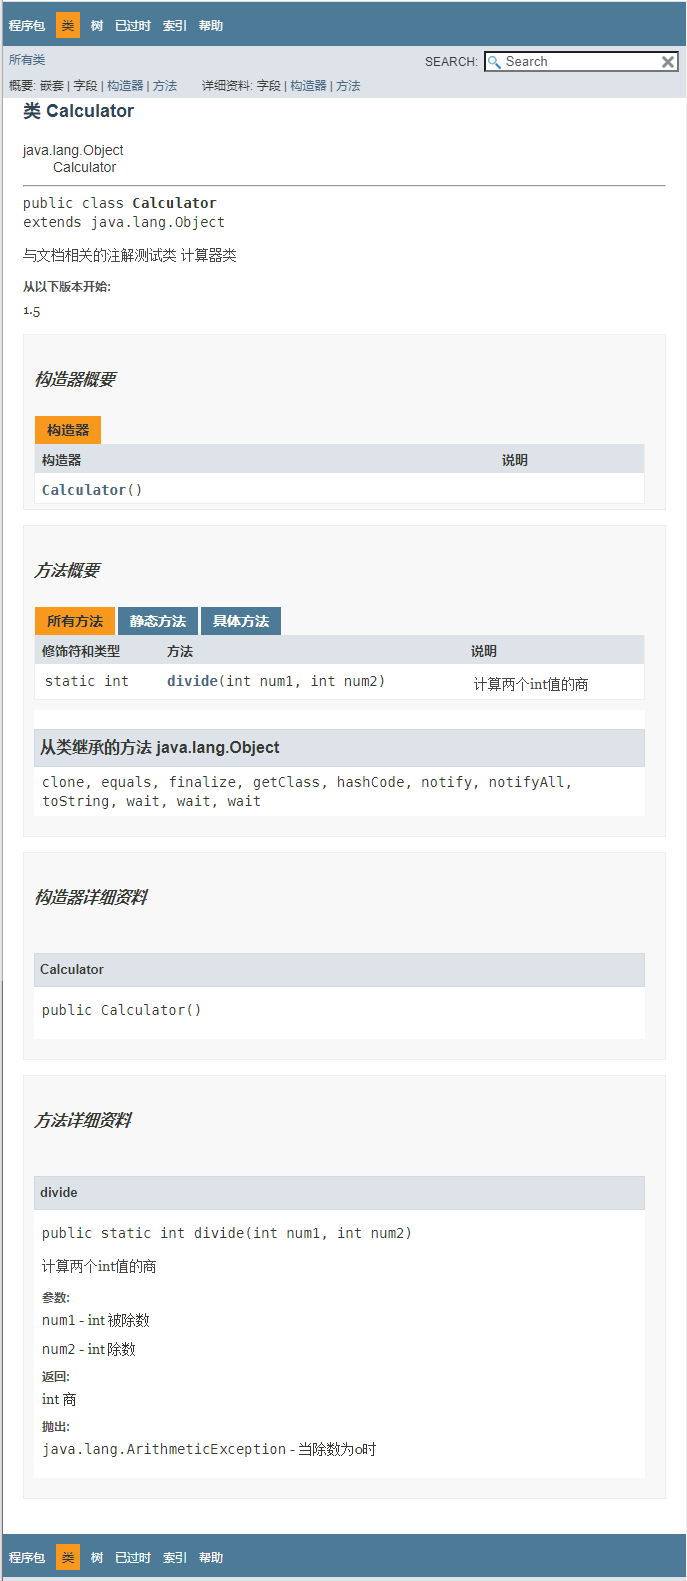 程序包 类 树 已过时 索引 帮助
所有类
SEARCH: Search
概要: 嵌套 | 字段 | 构造器 | 方法 详细资料: 字段 | 构造器 | 方法
类 Calculator
java.lang.Object
Calculator
public class Calculator
extends java.lang.Object
与文档相关的注解测试类 计算器类
从以下版本开始:
1.5
构造器概要
构造器
构造器 说明
Calculator()
方法概要
所有方法 静态方法 具体方法
修饰符和类型 方法 说明
static int divide(int num1, int num2) 计算两个int值的商
从类继承的方法 java.lang.Object
clone, equals, finalize, getClass, hashCode, notify, notifyAll,
toString, wait, wait, wait
构造器详细资料
Calculator
public Calculator()
方法详细资料
divide
public static int divide(int num1, int num2)
计算两个int值的商
参数:
num1 - int 被除数
num2 - int 除数
返回:
int 商
抛出:
java.lang.ArithmeticException - 当除数为0时
程序包 类 树 已过时 索引 帮助